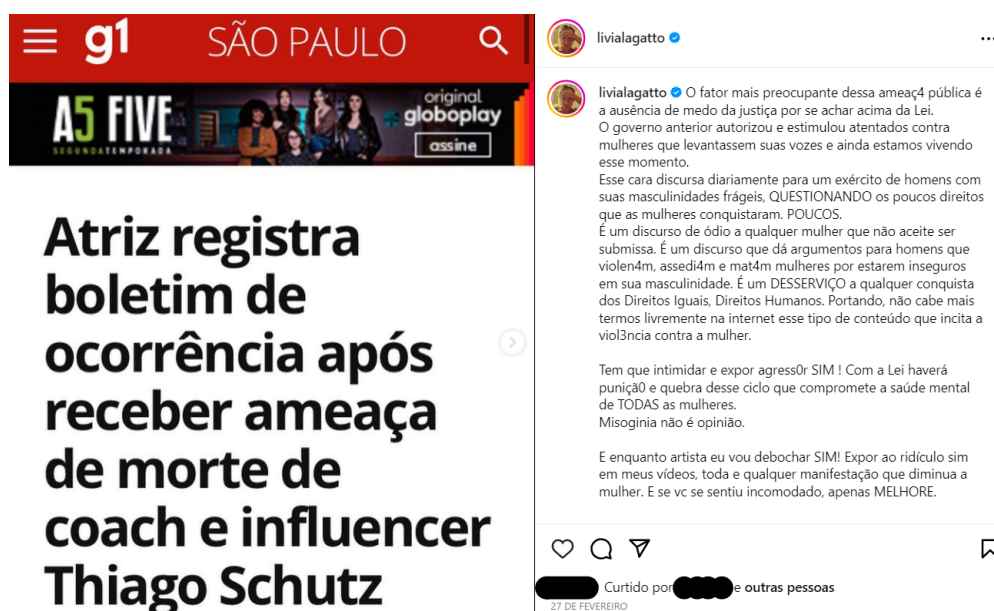 g1 SÃO PAULO
A5 FIVE
SEGUNDA TEMPORADA
original
globoplay
assine
Atriz registra
boletim de
ocorrência após
receber ameaça
de morte de
coach e influencer
Thiago Schutz
livialagatto
livialagatto O fator mais preocupante dessa ameaç4 pública é
a ausência de medo da justiça por se achar acima da Lei.
O governo anterior autorizou e estimulou atentados contra
mulheres que levantassem suas vozes e ainda estamos vivendo
esse momento.
Esse cara discursa diariamente para um exército de homens com
suas masculinidades frágeis, QUESTIONANDO os poucos direitos
que as mulheres conquistaram. POUCOS.
É um discurso de ódio a qualquer mulher que não aceite ser
submissa. É um discurso que dá argumentos para homens que
violen4m, assedi4m e mat4m mulheres por estarem inseguros
em sua masculinidade. É um DESSERVIÇO a qualquer conquista
dos Direitos Iguais, Direitos Humanos. Portando, não cabe mais
termos livremente na internet esse tipo de conteúdo que incita a
viol3ncia contra a mulher.
Tem que intimidar e expor agress0r SIM ! Com a Lei haverá
puniçã0 e quebra desse ciclo que compromete a saúde mental
de TODAS as mulheres.
Misoginia não é opinião.
E enquanto artista eu vou debochar SIM! Expor ao ridículo sim
em meus vídeos, toda e qualquer manifestação que diminua a
mulher. E se vc se sentiu incomodado, apenas MELHORE.
Curtido por e outras pessoas
27 DE FEVEREIRO